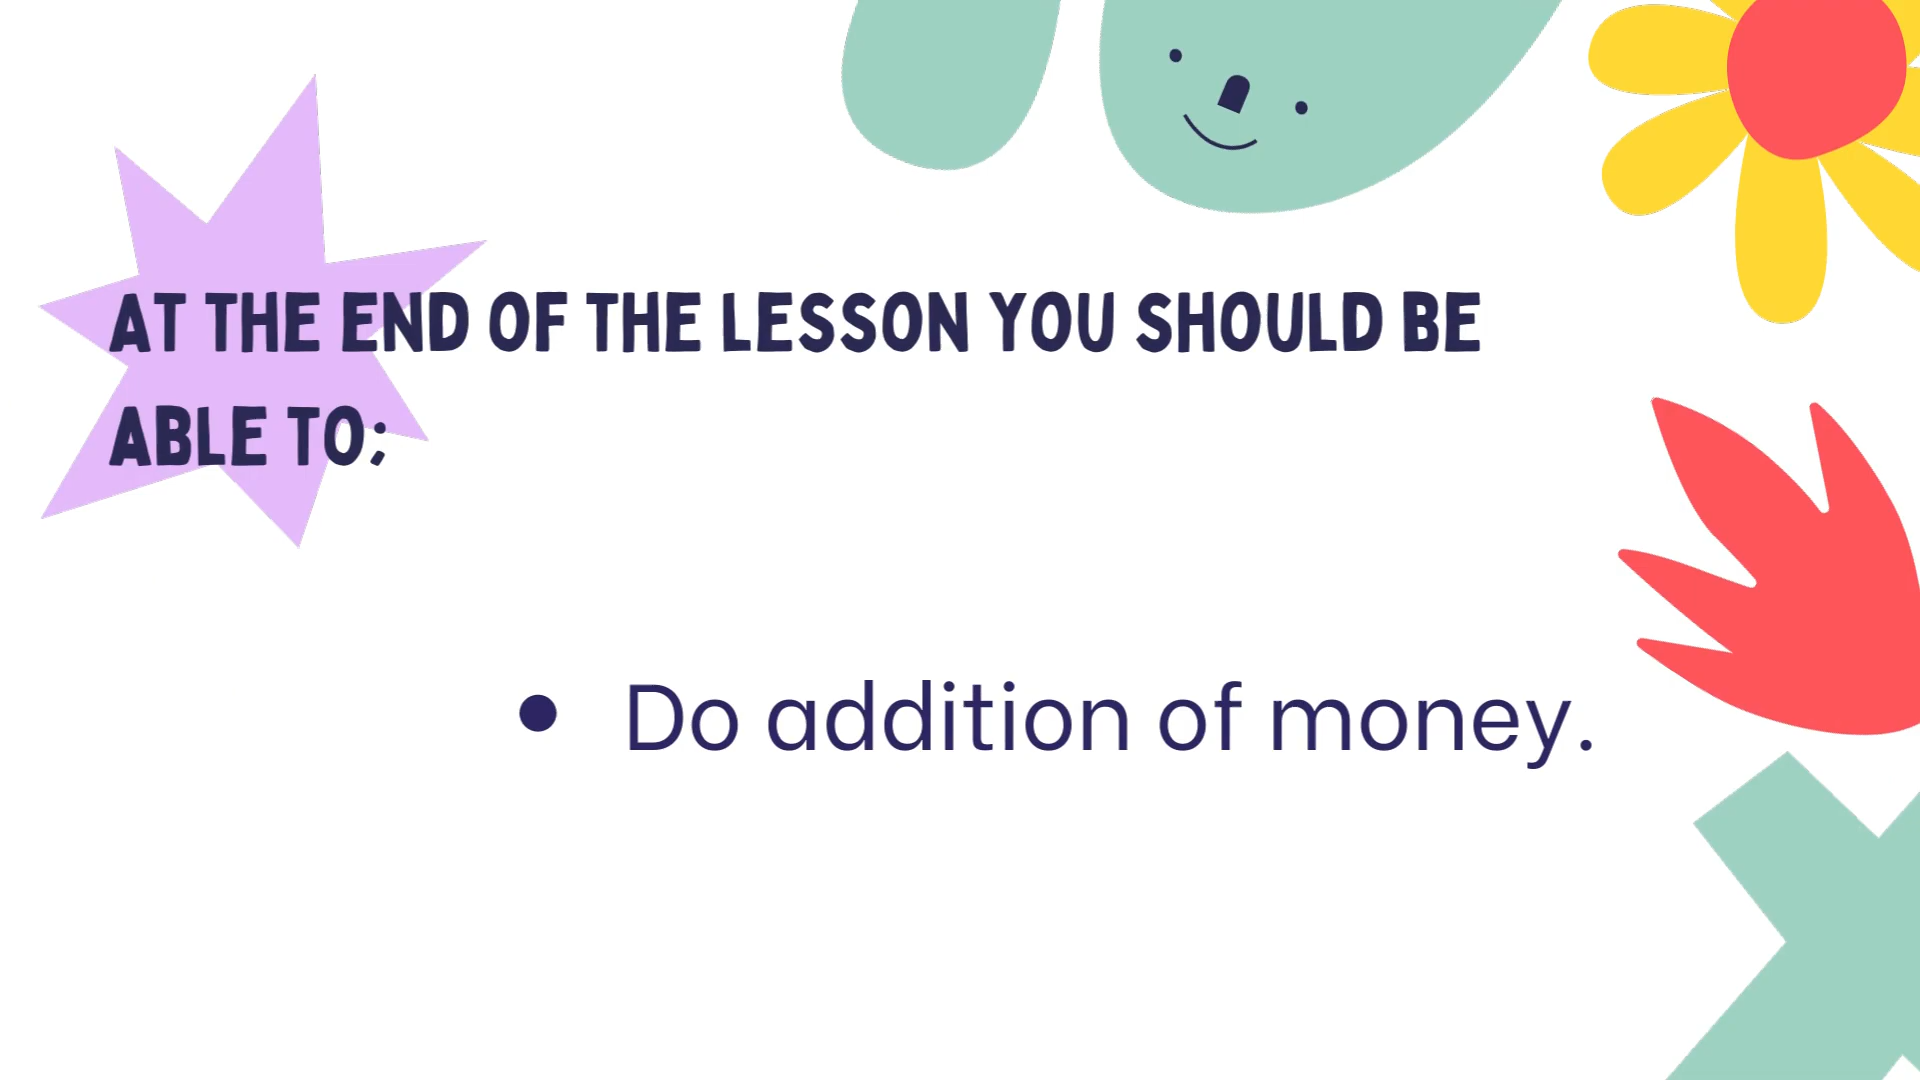 AT THE END OF THE LESSON YOU SHOULD BE
ABLE TO;
• Do addition of money.